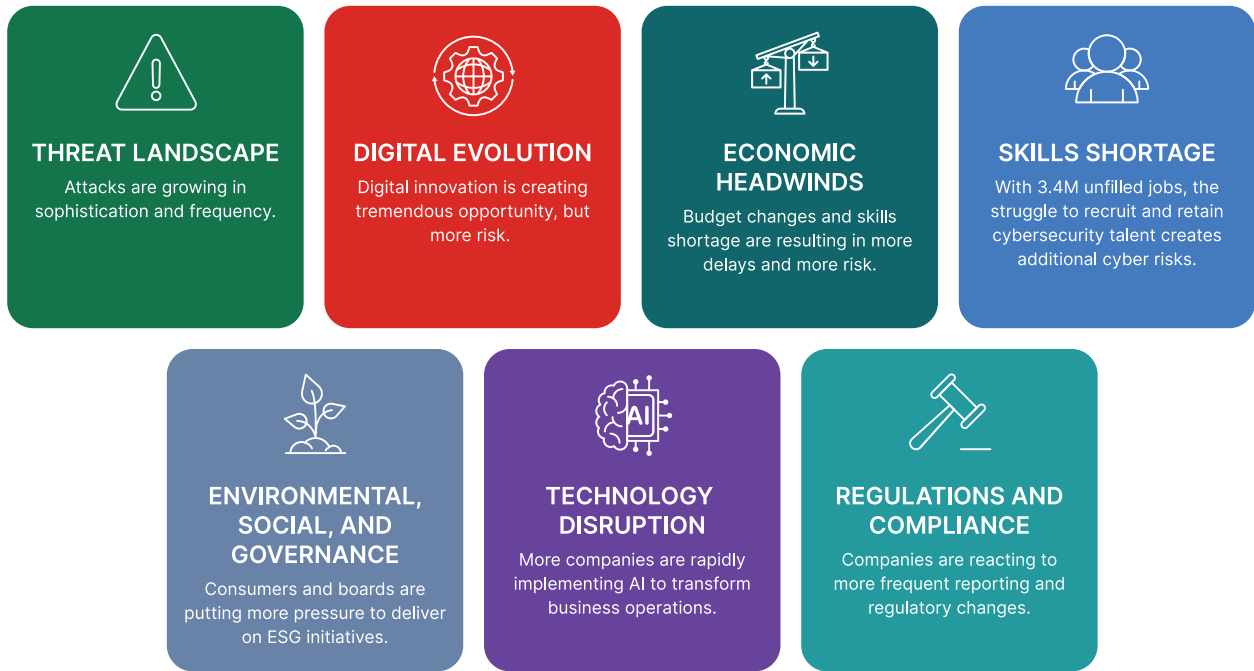 THREAT LANDSCAPE
Attacks are growing in
sophistication and frequency.
DIGITAL EVOLUTION
Digital innovation is creating
tremendous opportunity, but
more risk.
ECONOMIC
HEADWINDS
Budget changes and skills
shortage are resulting in more
delays and more risk.
SKILLS SHORTAGE
With 3.4M unfilled jobs, the
struggle to recruit and retain
cybersecurity talent creates
additional cyber risks.
ENVIRONMENTAL,
SOCIAL, AND
GOVERNANCE
Consumers and boards are
putting more pressure to deliver
on ESG initiatives.
AI
TECHNOLOGY
DISRUPTION
More companies are rapidly
implementing AI to transform
business operations.
REGULATIONS AND
COMPLIANCE
Companies are reacting to
more frequent reporting and
regulatory changes.